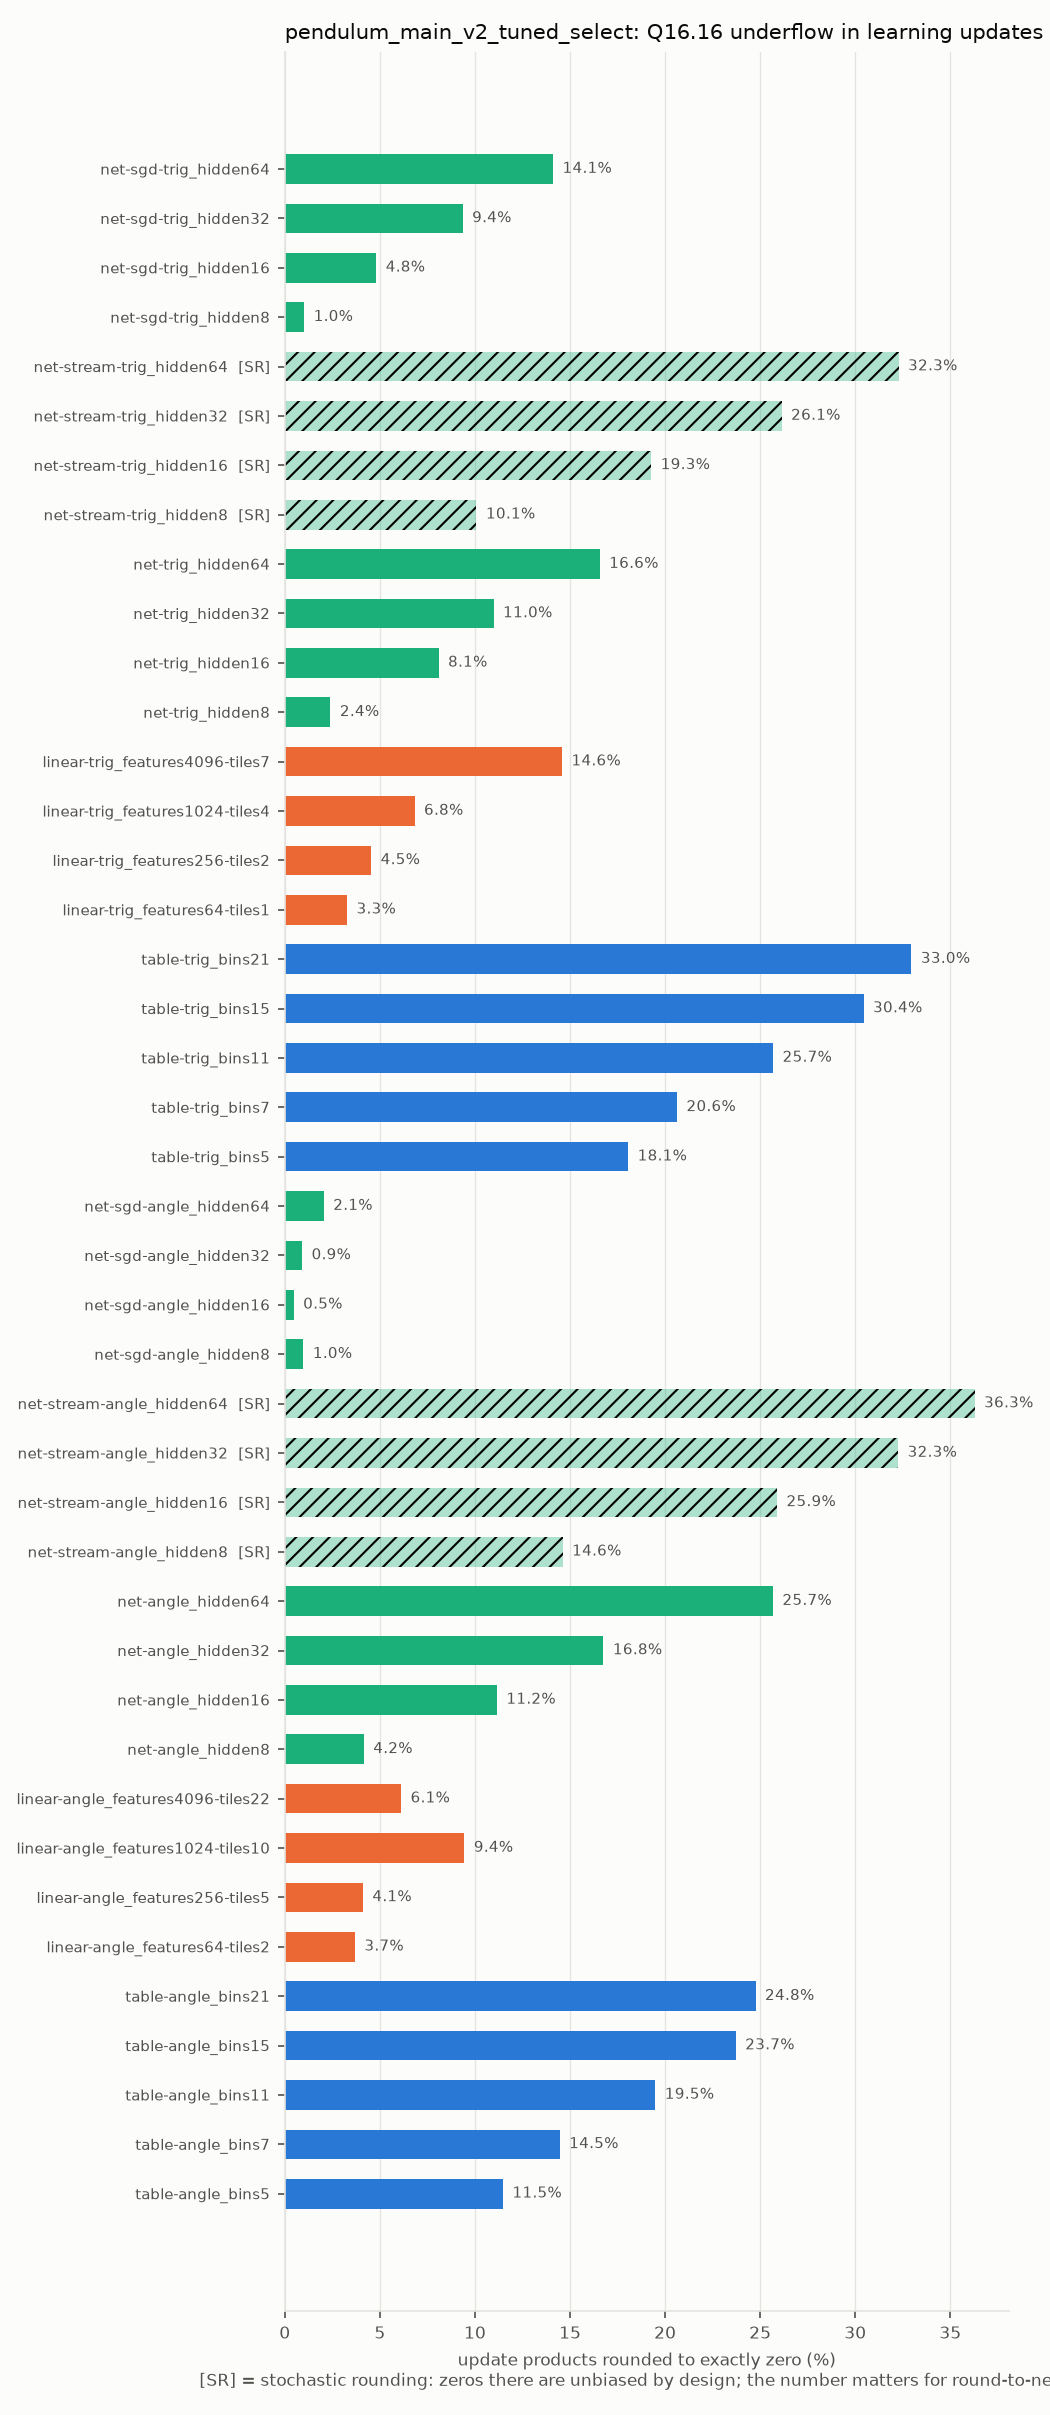 pendulum_main_v2_tuned_select: Q16.16 underflow in learning updates
net-sgd-trig_hidden64 14.1%
net-sgd-trig_hidden32 9.4%
net-sgd-trig_hidden16 4.8%
net-sgd-trig_hidden8 1.0%
net-stream-trig_hidden64 [SR] 32.3%
net-stream-trig_hidden32 [SR] 26.1%
net-stream-trig_hidden16 [SR] 19.3%
net-stream-trig_hidden8 [SR] 10.1%
net-trig_hidden64 16.6%
net-trig_hidden32 11.0%
net-trig_hidden16 8.1%
net-trig_hidden8 2.4%
linear-trig_features4096-tiles7 14.6%
linear-trig_features1024-tiles4 6.8%
linear-trig_features256-tiles2 4.5%
linear-trig_features64-tiles1 3.3%
table-trig_bins21 33.0%
table-trig_bins15 30.4%
table-trig_bins11 25.7%
table-trig_bins7 20.6%
table-trig_bins5 18.1%
net-sgd-angle_hidden64 2.1%
net-sgd-angle_hidden32 0.9%
net-sgd-angle_hidden16 0.5%
net-sgd-angle_hidden8 1.0%
net-stream-angle_hidden64 [SR] 36.3%
net-stream-angle_hidden32 [SR] 32.3%
net-stream-angle_hidden16 [SR] 25.9%
net-stream-angle_hidden8 [SR] 14.6%
net-angle_hidden64 25.7%
net-angle_hidden32 16.8%
net-angle_hidden16 11.2%
net-angle_hidden8 4.2%
linear-angle_features4096-tiles22 6.1%
linear-angle_features1024-tiles10 9.4%
linear-angle_features256-tiles5 4.1%
linear-angle_features64-tiles2 3.7%
table-angle_bins21 24.8%
table-angle_bins15 23.7%
table-angle_bins11 19.5%
table-angle_bins7 14.5%
table-angle_bins5 11.5%
0 5 10 15 20 25 30 35
update products rounded to exactly zero (%)
[SR] = stochastic rounding: zeros there are unbiased by design; the number matters for round-to-ne